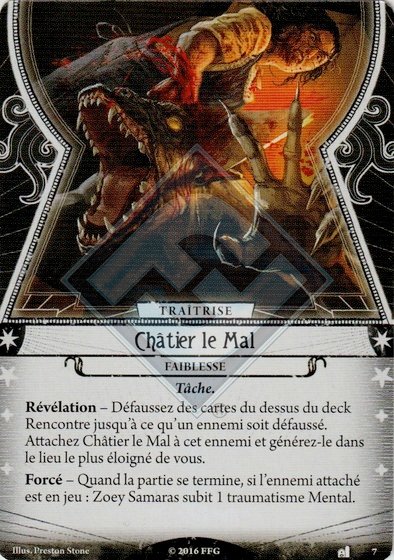 TRAÎTRISE
Châtier le Mal
FAIBLESSE
Tâche.
Révélation – Défaussez des cartes du dessus du deck
Rencontre jusqu'à ce qu'un ennemi soit défaussé.
Attachez Châtier le Mal à cet ennemi et générez-le dans
le lieu le plus éloigné de vous.
Forcé – Quand la partie se termine, si l'ennemi attaché
est en jeu : Zoey Samaras subit 1 traumatisme Mental.
Illus. Preston Stone © 2016 FFG 7